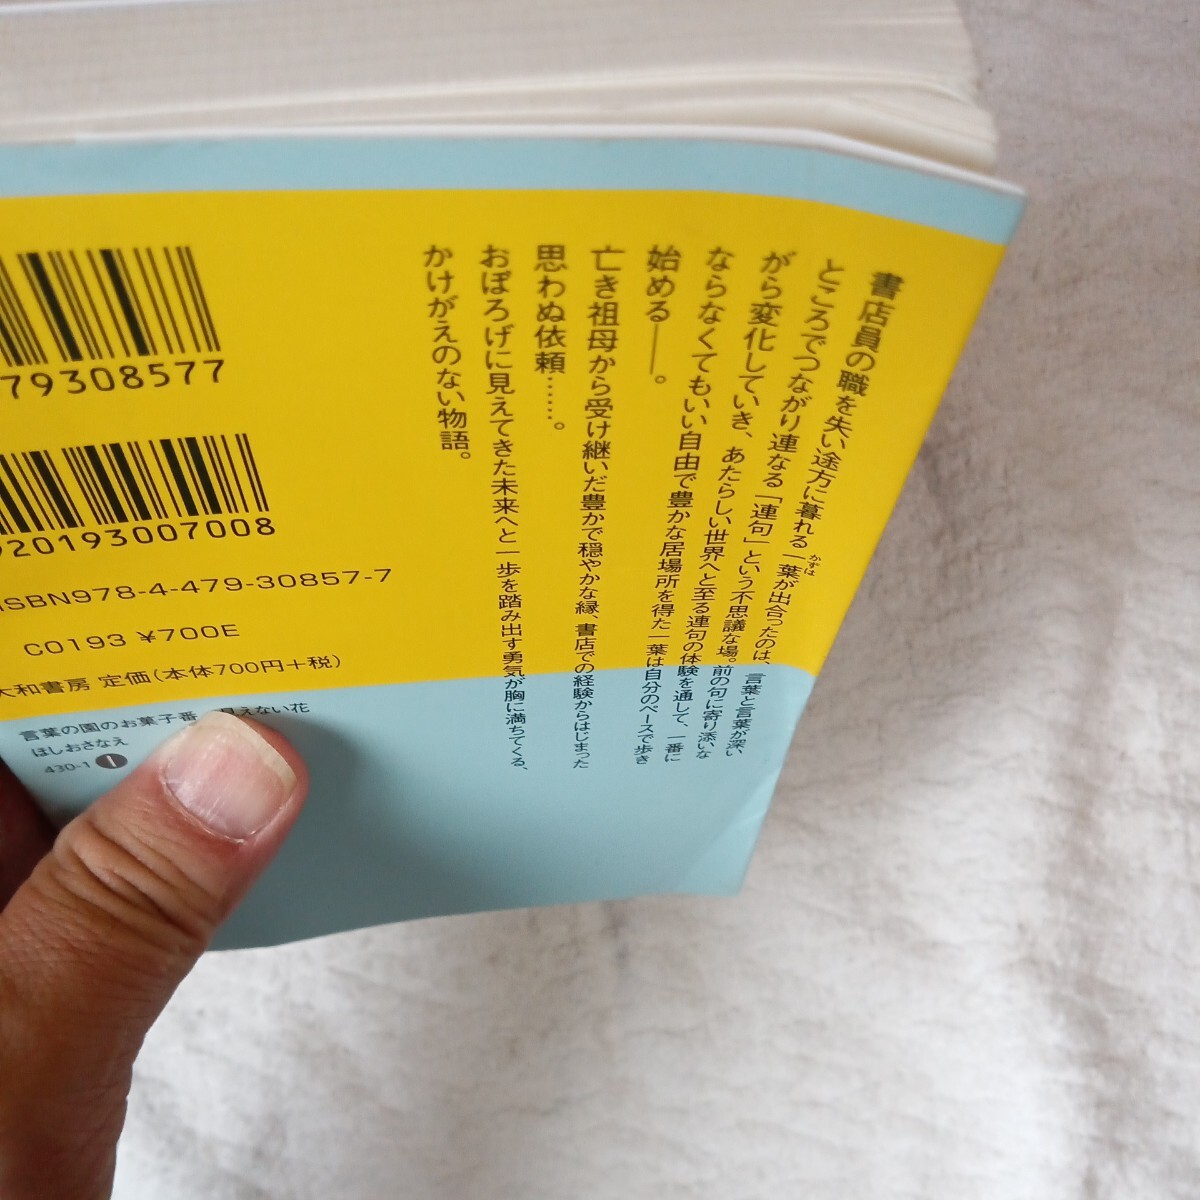 書店員の職を失い途方に暮れる一葉が出合ったのは、言葉と言葉が深い
かずは
ところでつながり連なる「連句」という不思議な場。前の句に寄り添いな
がら変化していき、あたらしい世界へと至る連句の体験を通して、一番に
ならなくてもいい自由で豊かな居場所を得た一葉は自分のペースで歩き
始める――。
亡き祖母から受け継いだ豊かで穏やかな縁、書店での経験からはじまった
思わぬ依頼……。
おぼろげに見えてきた未来へと一歩を踏み出す勇気が胸に満ちてくる、
かけがえのない物語。
79308577
920193007008
ISBN978-4-479-30857-7
C0193 ¥700E
大和書房 定価(本体700円+税)
言葉の園のお菓子番 見えない花
ほしおさなえ
430-1 I